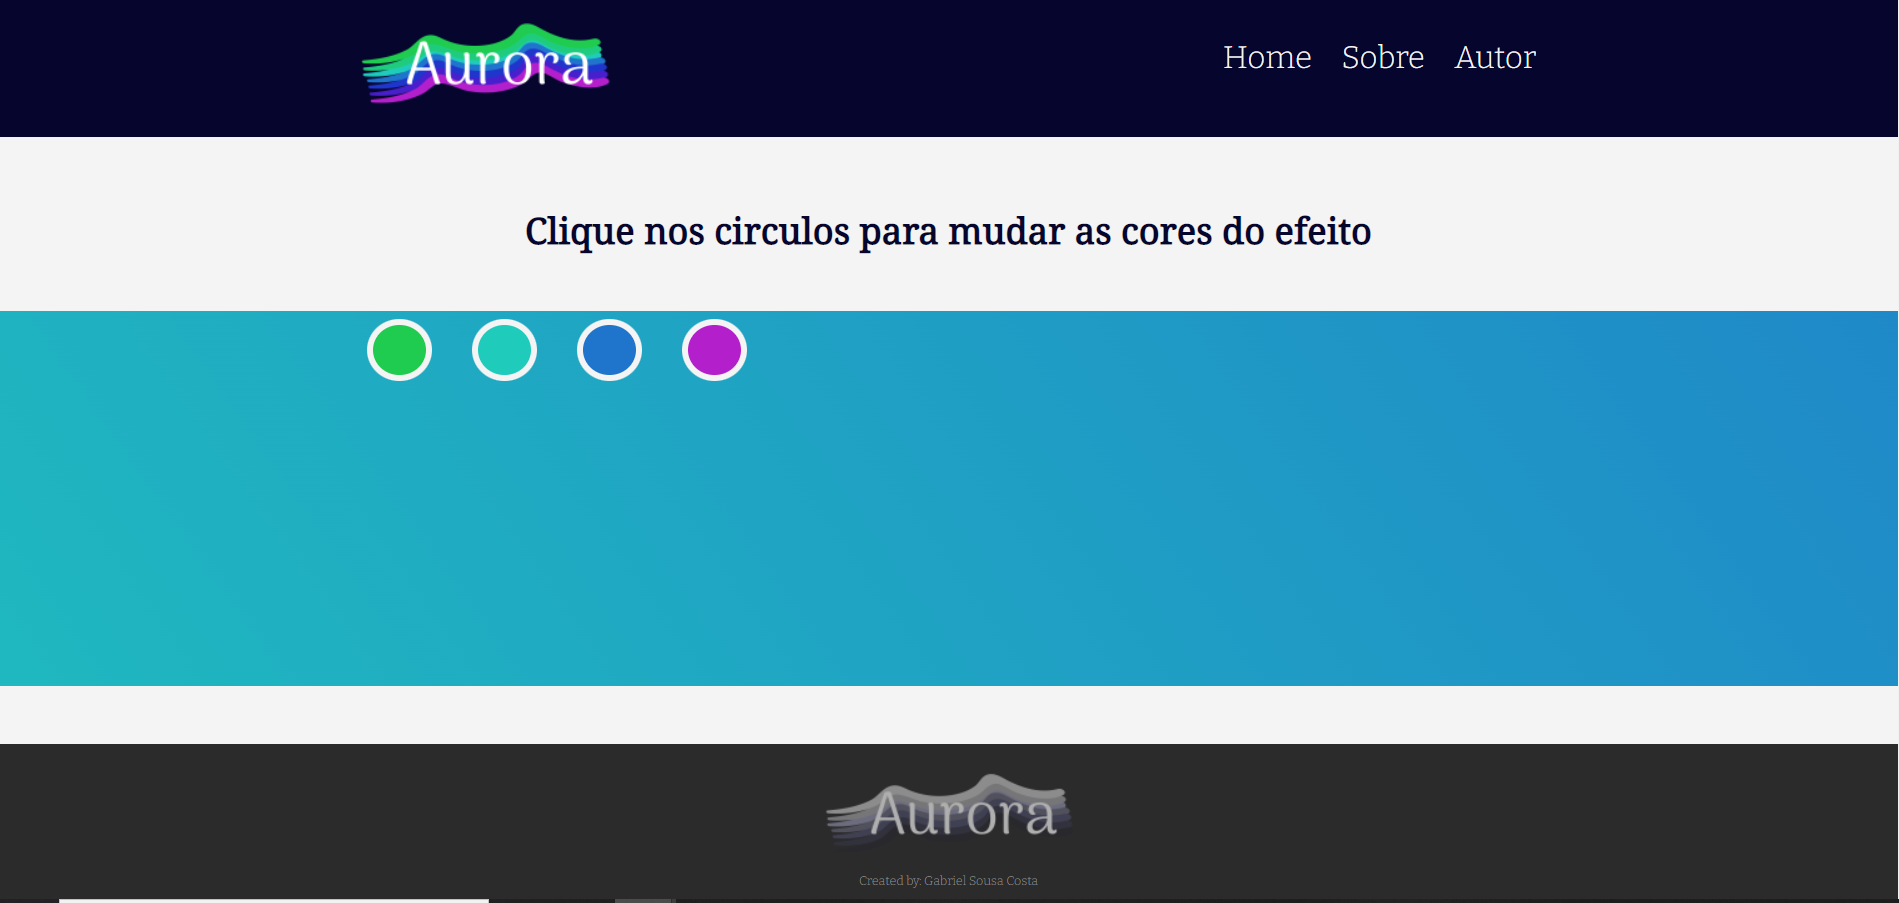 Aurora
Home Sobre Autor
Clique nos circulos para mudar as cores do efeito
Aurora
Created by: Gabriel Sousa Costa